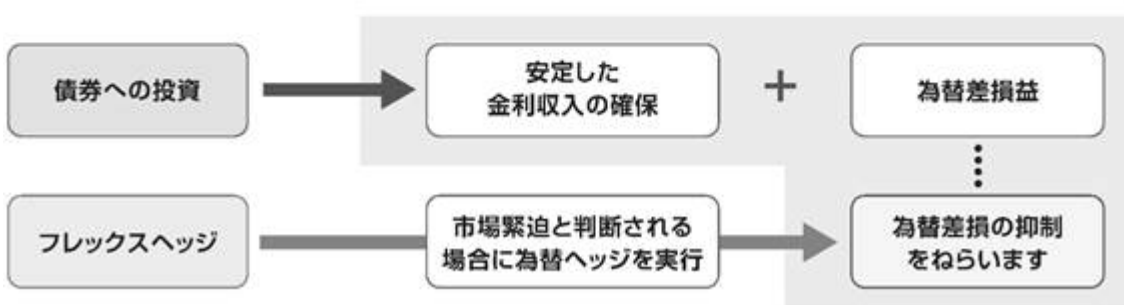 債券への投資
安定した
金利収入の確保
+
為替差損益
フレックスヘッジ
市場緊迫と判断される
場合に為替ヘッジを実行
為替差損の抑制
をねらいます